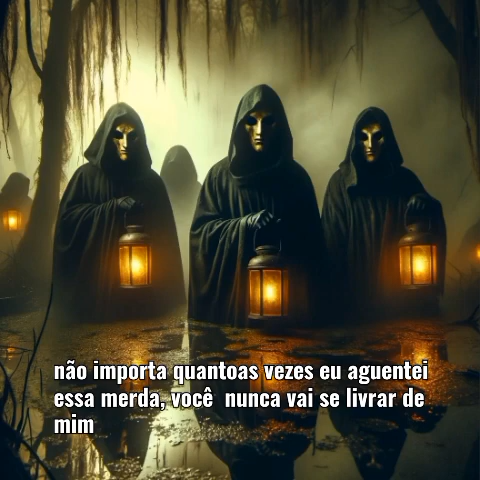 não importa quantoas vezes eu aguentei
essa merda, você  nunca vai se livrar de
mim